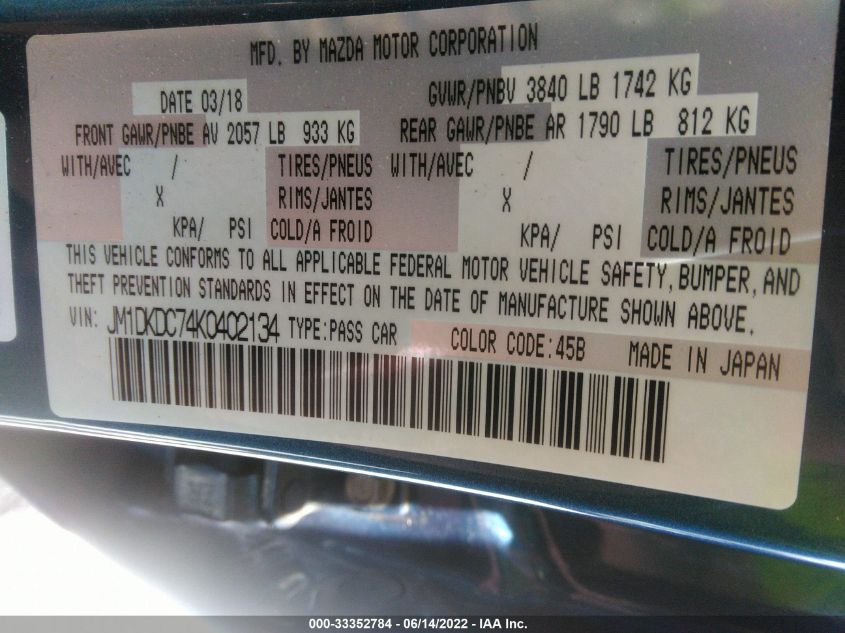 MFD. BY MAZDA MOTOR CORPORATION
DATE 03/18 GVWR/PNBV 3840 LB 1742 KG
FRONT GAWR/PNBE AV 2057 LB 933 KG REAR GAWR/PNBE AR 1790 LB 812 KG
WITH/AVEC / TIRES/PNEUS WITH/AVEC / TIRES/PNEUS
X RIMS/JANTES X RIMS/JANTES
KPA/ PSI COLD/A FROID KPA/ PSI COLD/A FROID
THIS VEHICLE CONFORMS TO ALL APPLICABLE FEDERAL MOTOR VEHICLE SAFETY, BUMPER, AND
THEFT PREVENTION STANDARDS IN EFFECT ON THE DATE OF MANUFACTURE SHOWN ABOVE.
VIN: JM1DKDC74K0402134 TYPE:PASS CAR COLOR CODE:45B MADE IN JAPAN
000-33352784 - 06/14/2022 - IAA Inc.